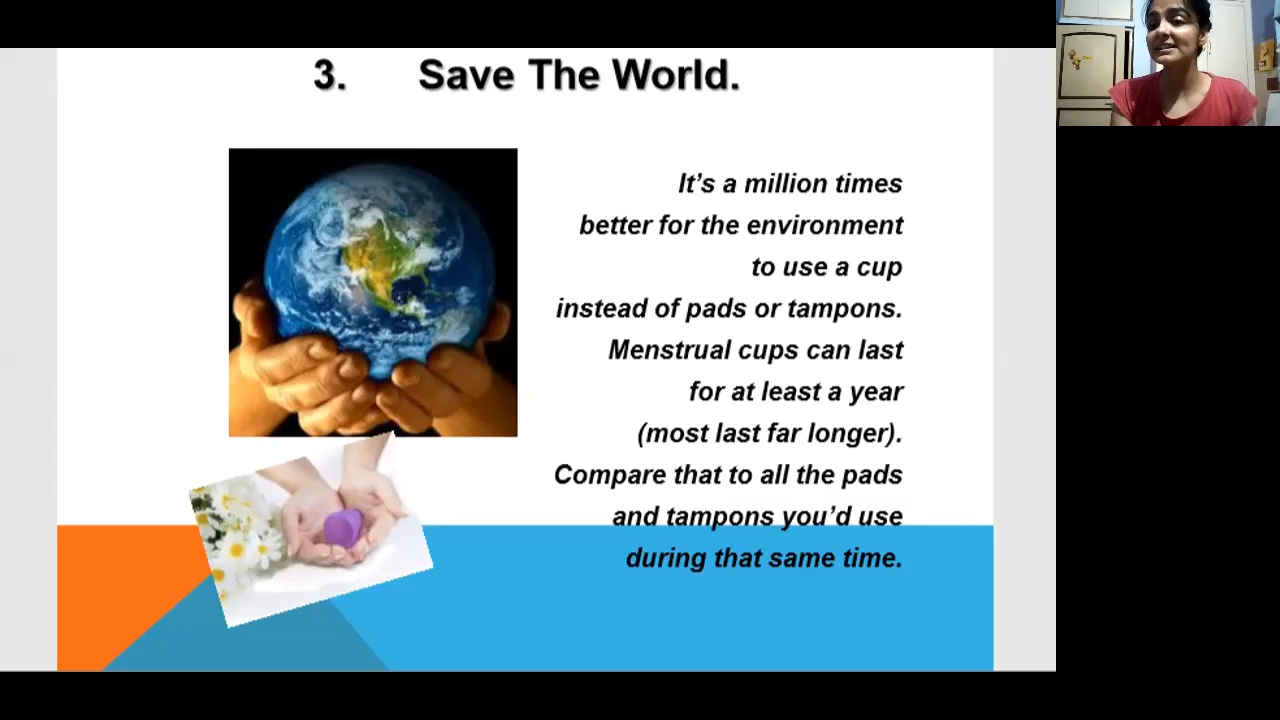 3. Save The World.
It's a million times
better for the environment
to use a cup
instead of pads or tampons.
Menstrual cups can last
for at least a year
(most last far longer).
Compare that to all the pads
and tampons you'd use
during that same time.